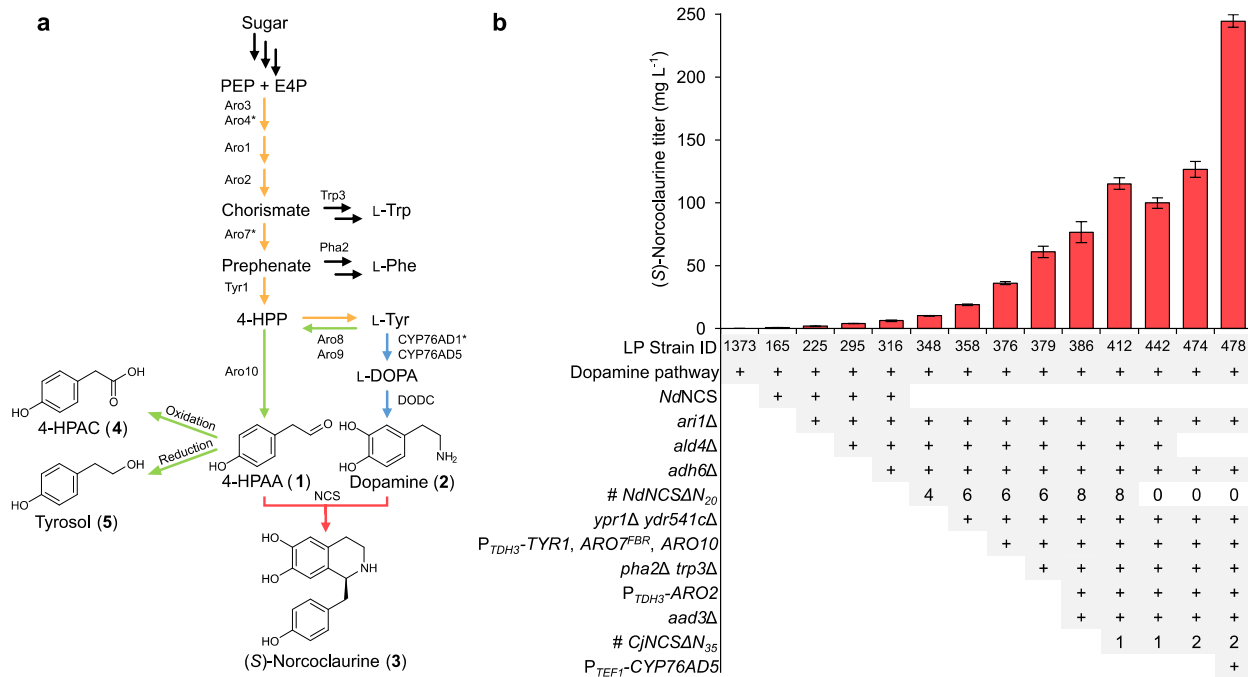 a
Sugar
PEP + E4P
Aro3
Aro4*
Aro1
Aro2
Chorismate
Trp3
L-Trp
Aro7*
Pha2
Prephenate
L-Phe
Tyr1
4-HPP
L-Tyr
Aro8
Aro9
CYP76AD1*
CYP76AD5
Aro10
L-DOPA
DODC
OH
O
HO
4-HPAC (4)
Oxidation
Reduction
OH
HO
Tyrosol (5)
O
HO
4-HPAA (1)
HO
HO
NH2
Dopamine (2)
NCS
HO
HO
NH
HO
(S)-Norcoclaurine (3)
b
(S)-Norcoclaurine titer (mg L-1)
250
200
150
100
50
0
LP Strain ID 1373 165 225 295 316 348 358 376 379 386 412 442 474 478
Dopamine pathway + + + + + + + + + + + + + +
NdNCS + + + +
ari1Δ + + + + + + + + + + + +
ald4Δ + + + + + + + + +
adh6Δ + + + + + + + + + +
# NdNCSΔN20 4 6 6 6 8 8 0 0 0
ypr1Δ ydr541cΔ + + + + + + + +
PTDH3-TYR1, ARO7FBR, ARO10 + + + + + + +
pha2Δ trp3Δ + + + + + +
PTDH3-ARO2 + + + + +
aad3Δ + + + + +
# CjNCSΔN35 1 1 2 2
PTEF1-CYP76AD5 +